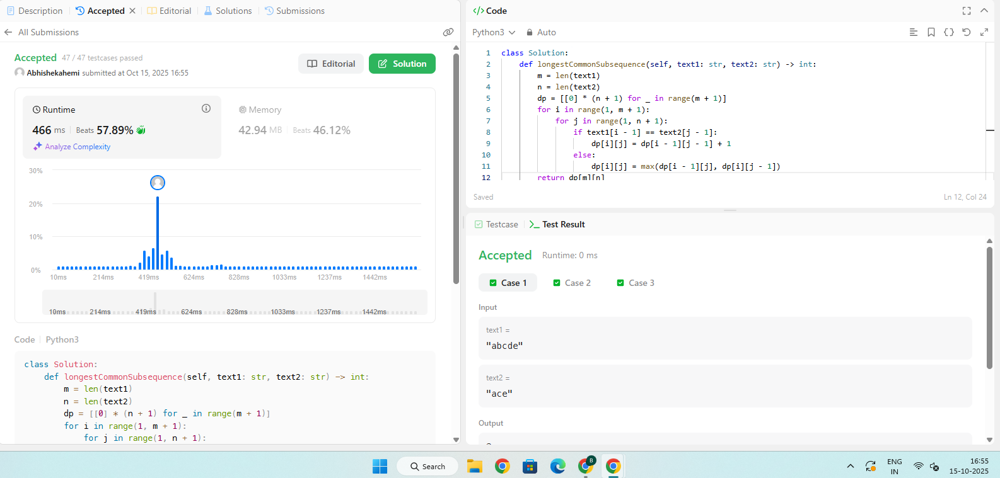 Description
Accepted
Editorial
Solutions
Submissions
All Submissions
Accepted 47 / 47 testcases passed
Abhishekahemi submitted at Oct 15, 2025 16:55
Editorial
Solution
Runtime
466 ms Beats 57.89%
Analyze Complexity
Memory
42.94 MB Beats 46.12%
30%
20%
10%
0%
10ms 214ms 419ms 624ms 828ms 1033ms 1237ms 1442ms
10ms 214ms 419ms 624ms 828ms 1033ms 1237ms 1442ms
Code Python3
class Solution:
def longestCommonSubsequence(self, text1: str, text2: str) -> int:
m = len(text1)
n = len(text2)
dp = [[0] * (n + 1) for _ in range(m + 1)]
for i in range(1, m + 1):
for j in range(1, n + 1):
</> Code
Python3
Auto
1 class Solution:
2 def longestCommonSubsequence(self, text1: str, text2: str) -> int:
3 m = len(text1)
4 n = len(text2)
5 dp = [[0] * (n + 1) for _ in range(m + 1)]
6 for i in range(1, m + 1):
7 for j in range(1, n + 1):
8 if text1[i - 1] == text2[j - 1]:
9 dp[i][j] = dp[i - 1][j - 1] + 1
10 else:
11 dp[i][j] = max(dp[i - 1][j], dp[i][j - 1])
12 return dp[m][n]
Saved
Ln 12, Col 24
Testcase
Test Result
Accepted Runtime: 0 ms
Case 1
Case 2
Case 3
Input
text1 =
"abcde"
text2 =
"ace"
Output
Search
B
ENG
IN
16:55
15-10-2025